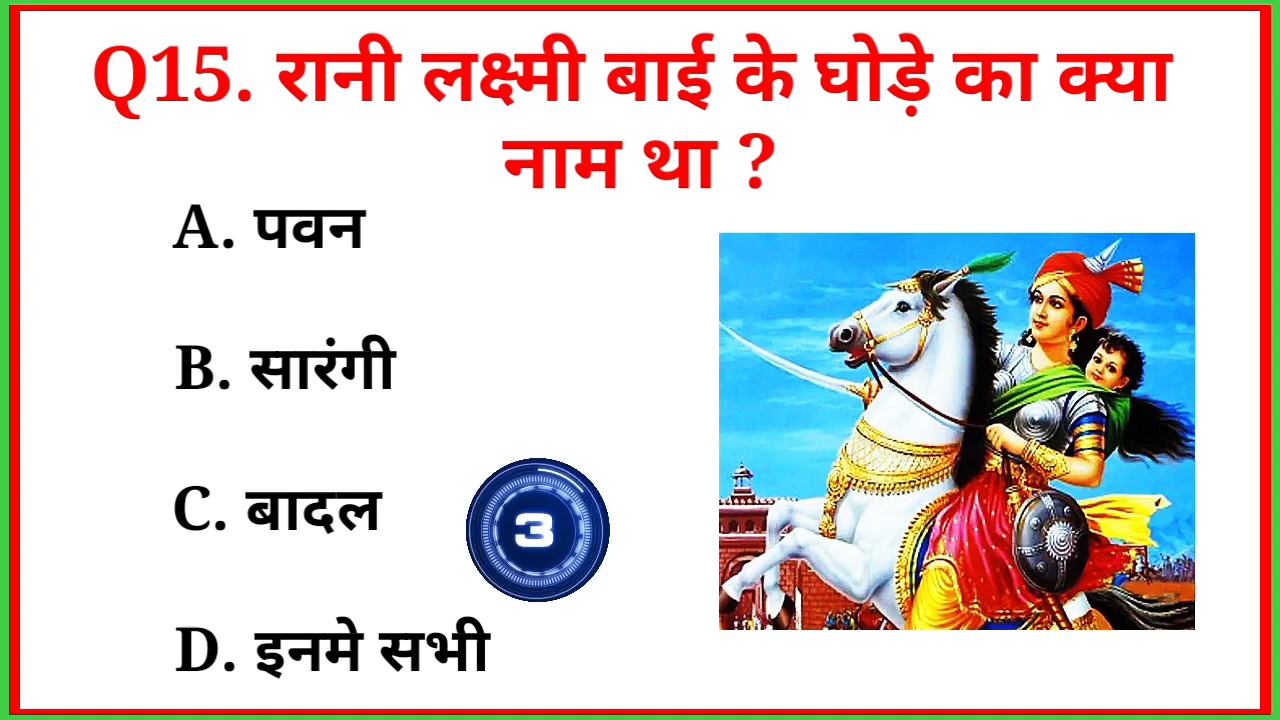 Q15. रानी लक्ष्मी बाई के घोड़े का क्या
नाम था ?
A. पवन
B. सारंगी
C. बादल
3
D. इनमे सभी